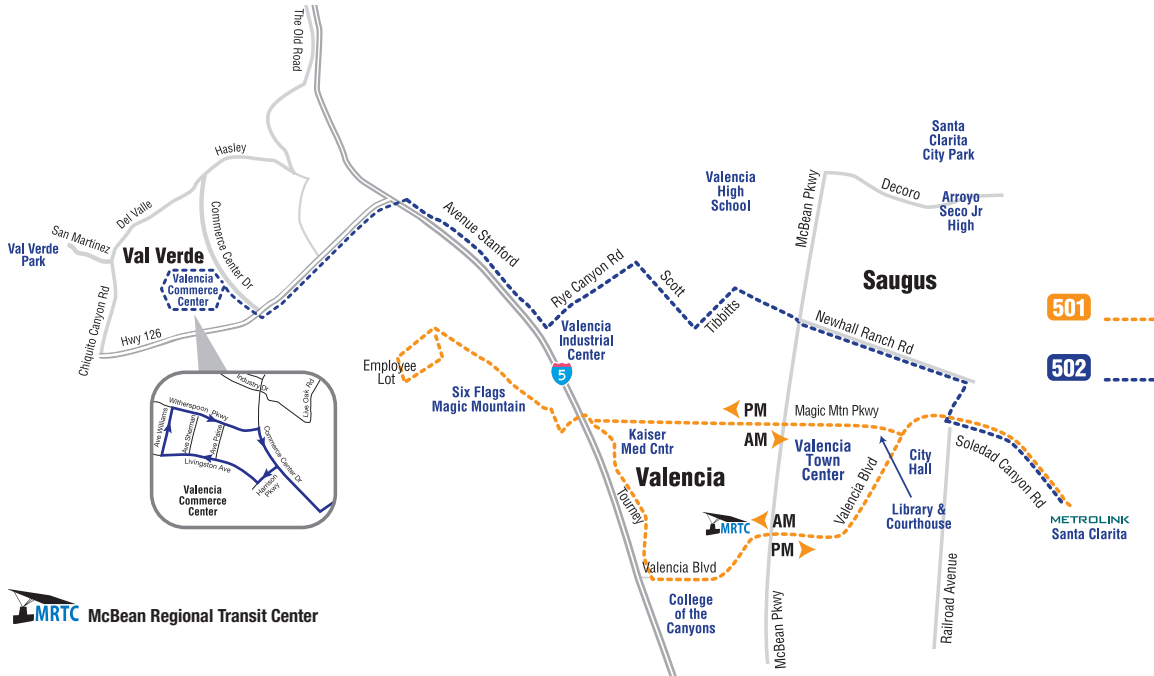 The Old Road
Hasley
Del Valle
San Martinez
Val Verde
Park
Val Verde
Commerce Center Dr
Valencia
Commerce
Center
Chiquito Canyon Rd
Hwy 126
Avenue Stanford
Rye Canyon Rd
Scott
Tibbitts
Valencia
High
School
McBean Pkwy
Santa
Clarita
City Park
Decoro
Arroyo
Seco Jr
High
Saugus
Newhall Ranch Rd
501
502
Valencia
Industrial
Center
5
Employee
Lot
Six Flags
Magic Mountain
PM
Magic Mtn Pkwy
AM
Kaiser
Med Cntr
Valencia
Town
Center
City
Hall
Valencia
Tourney
Valencia Blvd
Library &
Courthouse
Soledad Canyon Rd
METROLINK
Santa Clarita
MRTC
AM
PM
Valencia Blvd
College
of the
Canyons
McBean Pkwy
Railroad Avenue
Industry Dr
Live Oak Rd
Witherspoon Pkwy
Ave Williams
Ave Sherman
Ave Paine
Commerce Center Dr
Livingston Ave
Harrison
Pkwy
Valencia
Commerce
Center
MRTC McBean Regional Transit Center